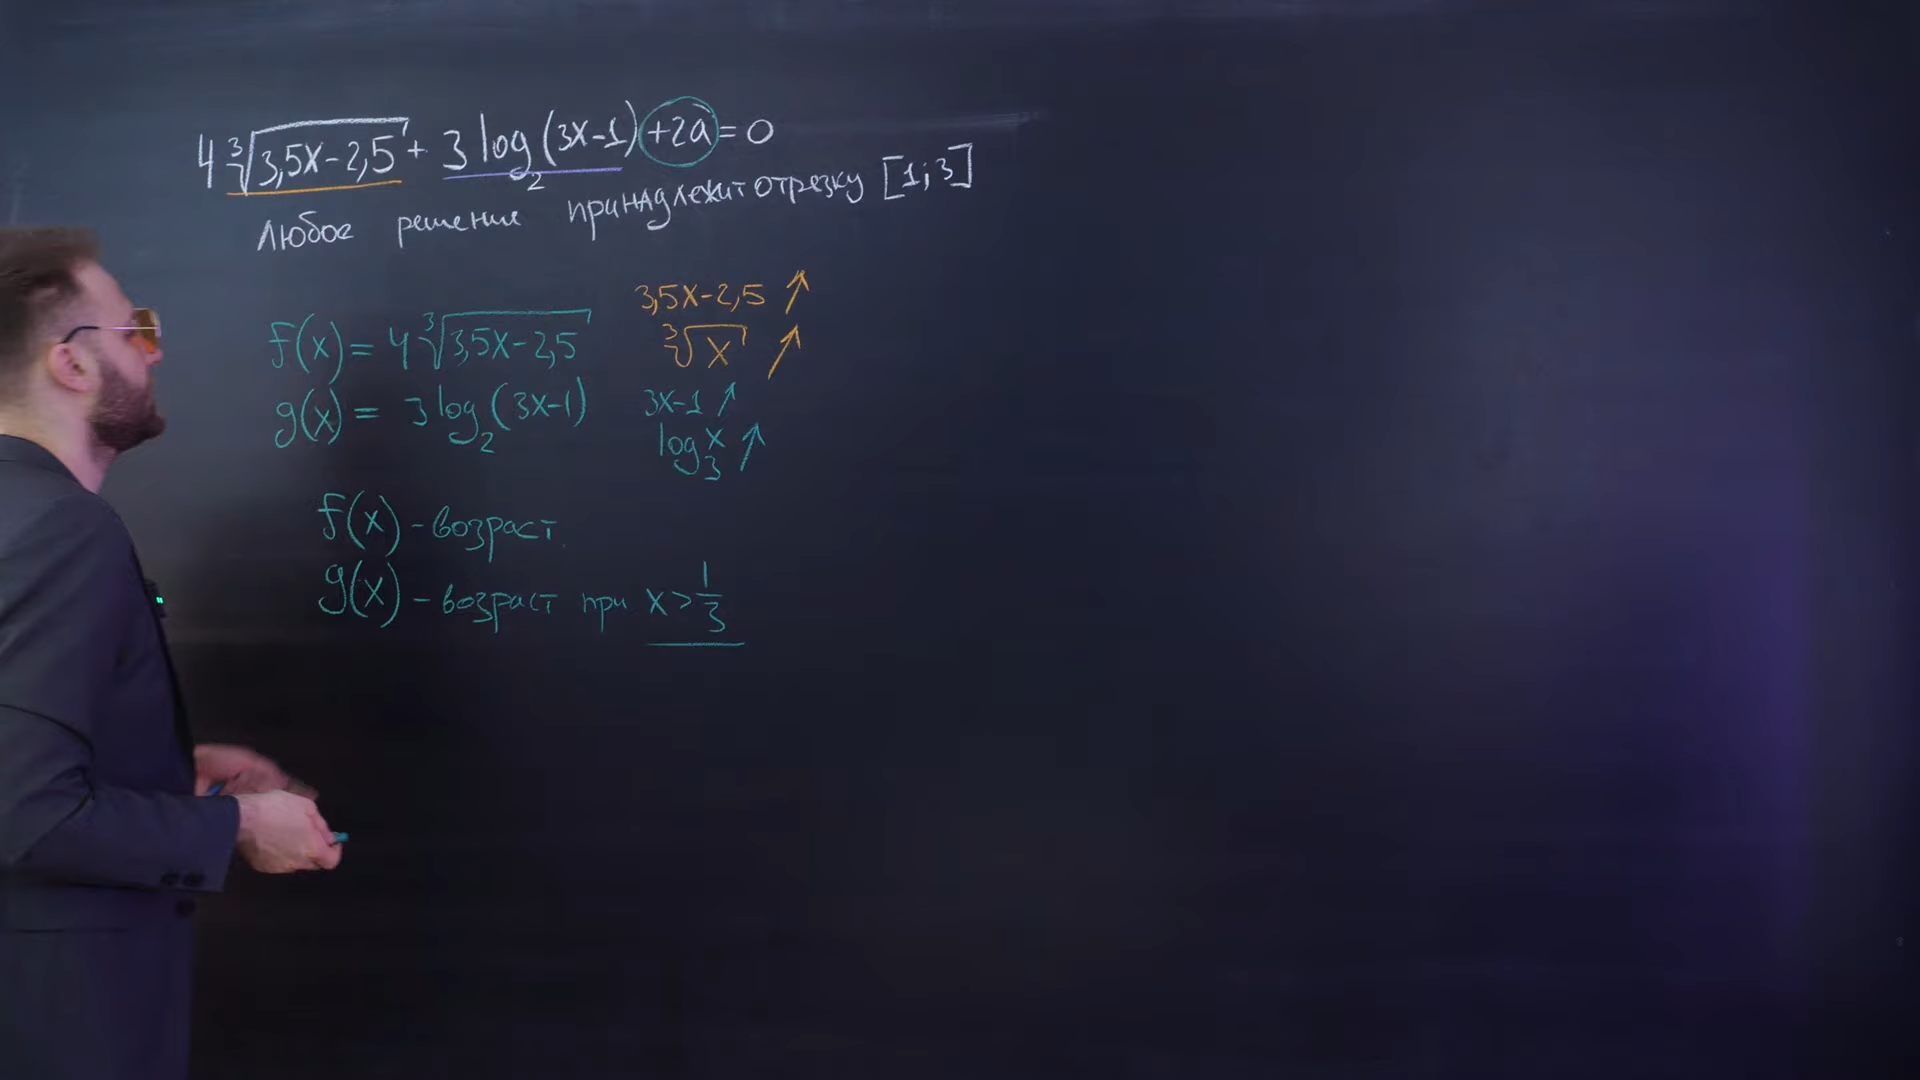 4∛(3,5x-2,5) + 3 log₂(3x-1) +2a = 0
Любое решение принадлежит отрезку [1;3]
f(x) = 4∛(3,5x-2,5)
g(x) = 3 log₂(3x-1)
3,5x-2,5 ↗
∛x ↗
3x-1 ↗
log₃x ↗
f(x) - возраст.
g(x) - возраст при x > 1/3